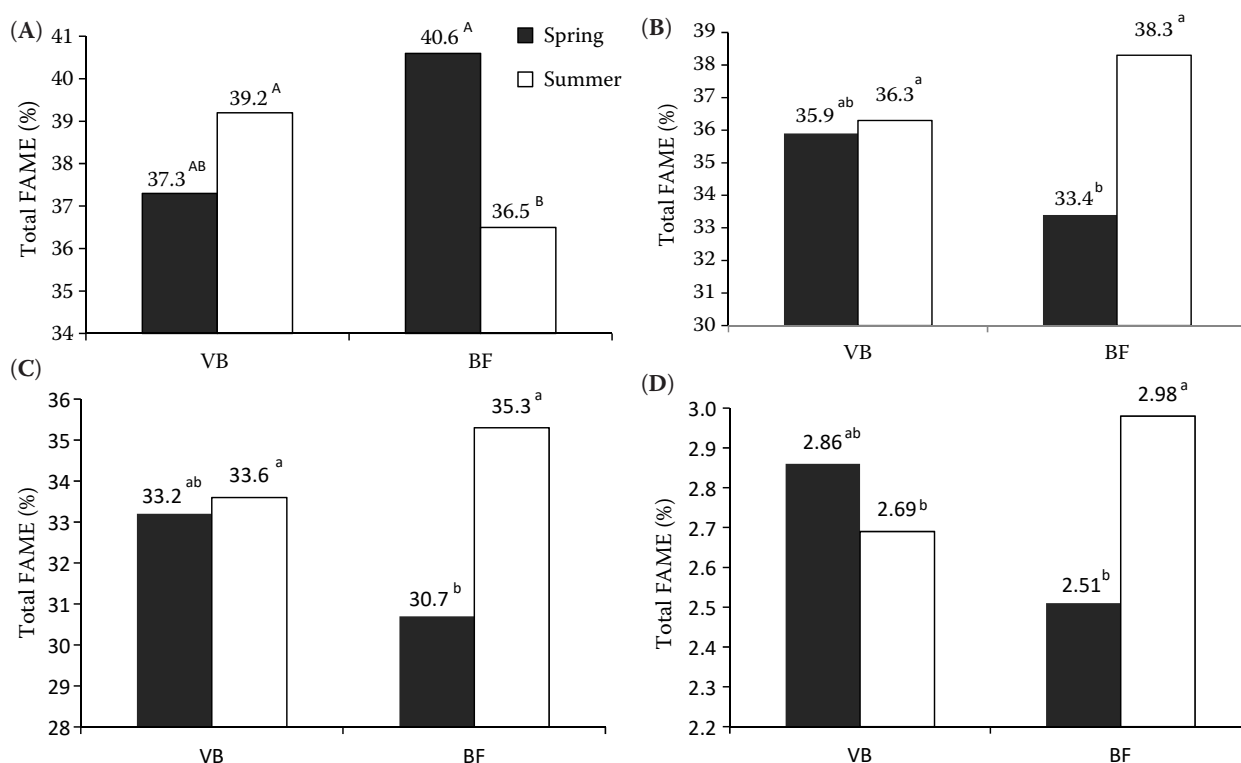 (A)
Total FAME (%)
41
40
39
38
37
36
35
34
37.3 AB
39.2 A
40.6 A
36.5 B
Spring
Summer
VB
BF
(B)
Total FAME (%)
39
38
37
36
35
34
33
32
31
30
35.9 ab
36.3 a
33.4 b
38.3 a
VB
BF
(C)
Total FAME (%)
36
35
34
33
32
31
30
29
28
33.2 ab
33.6 a
30.7 b
35.3 a
VB
BF
(D)
Total FAME (%)
3.0
2.9
2.8
2.7
2.6
2.5
2.4
2.3
2.2
2.86 ab
2.69 b
2.51 b
2.98 a
VB
BF